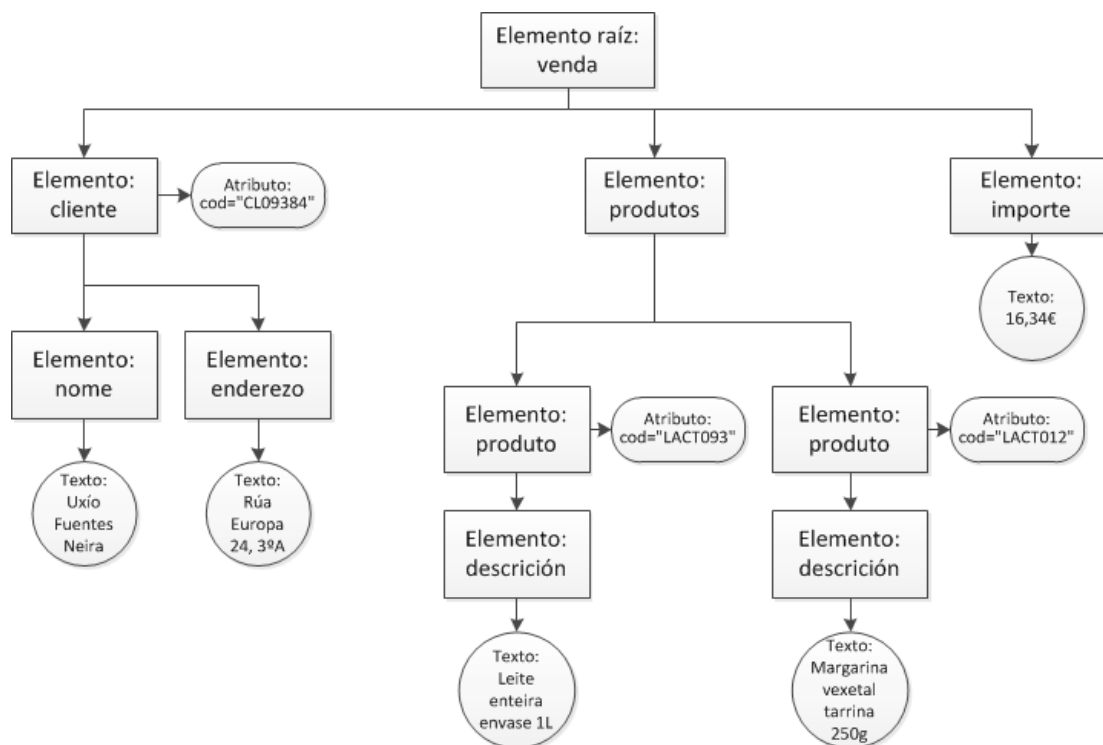 Elemento raíz:
venda
Elemento:
cliente
Atributo:
cod="CL09384"
Elemento:
produtos
Elemento:
importe
Texto:
16,34€
Elemento:
nome
Elemento:
enderezo
Elemento:
produto
Atributo:
cod="LACT093"
Elemento:
produto
Atributo:
cod="LACT012"
Texto:
Uxío
Fuentes
Neira
Texto:
Rúa
Europa
24, 3ºA
Elemento:
descrición
Elemento:
descrición
Texto:
Leite
enteira
envase 1L
Texto:
Margarina
vexetal
tarrina
250g